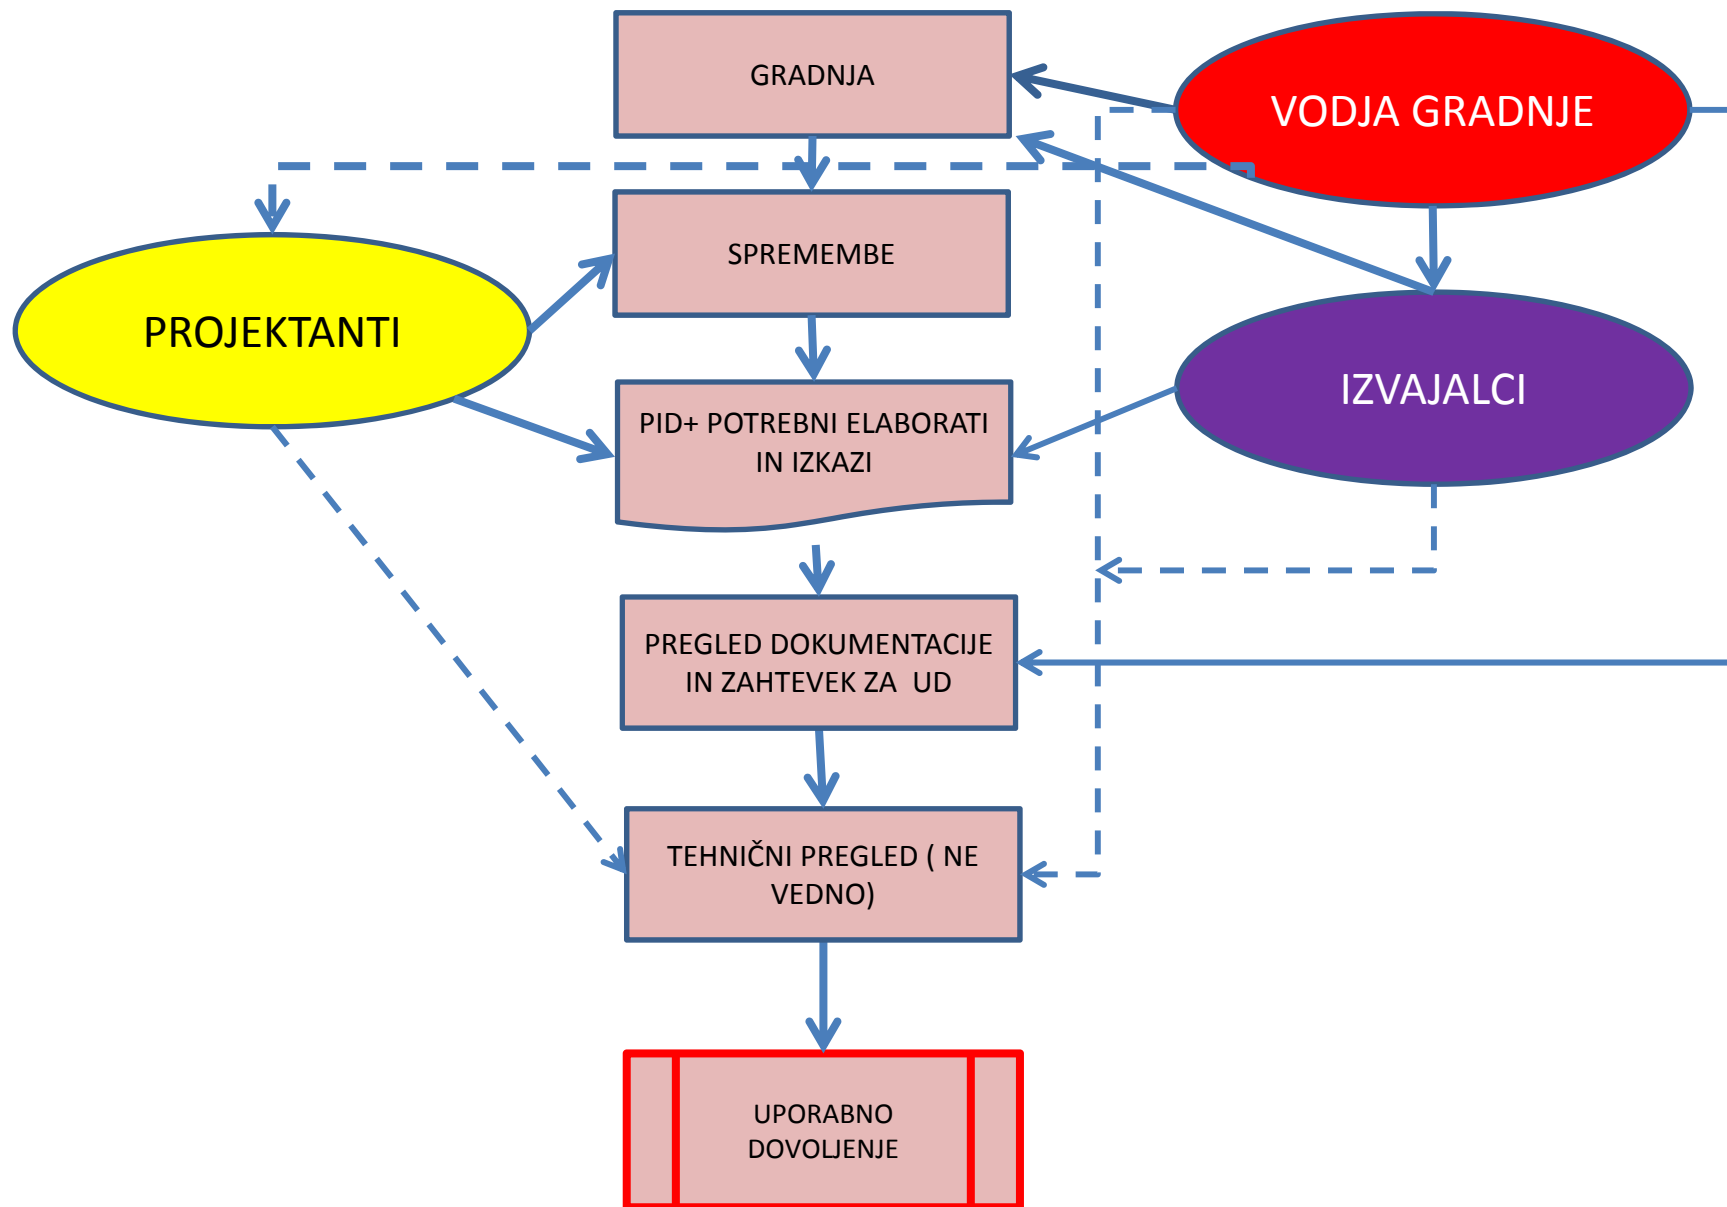 GRADNJA
VODJA GRADNJE
SPREMEMBE
PROJEKTANTI
IZVAJALCI
PID+ POTREBNI ELABORATI
IN IZKAZI
PREGLED DOKUMENTACIJE
IN ZAHTEVEK ZA  UD
TEHNIČNI PREGLED ( NE
VEDNO)
UPORABNO
DOVOLJENJE